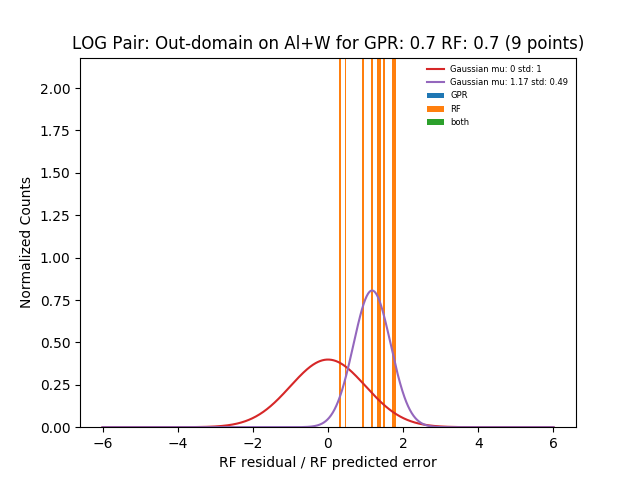 LOG Pair: Out-domain on Al+W for GPR: 0.7 RF: 0.7 (9 points)
Gaussian mu: 0 std: 1
Gaussian mu: 1.17 std: 0.49
GPR
RF
both
Normalized Counts
2.00
1.75
1.50
1.25
1.00
0.75
0.50
0.25
0.00
−6
−4
−2
0
2
4
6
RF residual / RF predicted error